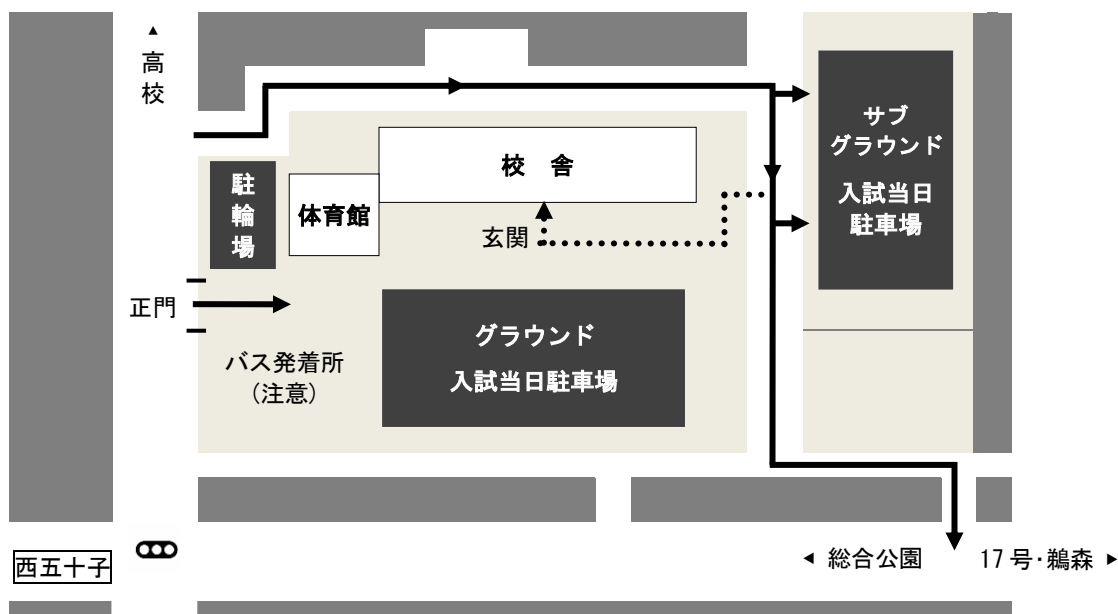 ▲
高
校
校 舎
サブ
グラウンド
入試当日
駐車場
駐
輪
場
体育館
玄関
正門
グラウンド
入試当日駐車場
バス発着所
(注意)
西五十子
◀ 総合公園
17号・鵜森 ▶